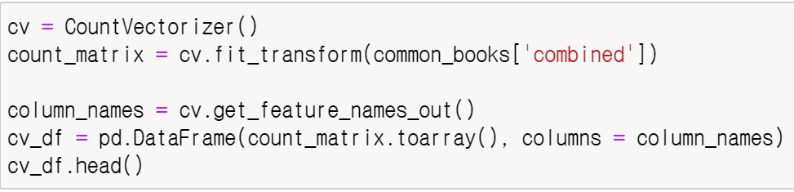 cv = CountVectorizer()
count_matrix = cv.fit_transform(common_books['combined'])
column_names = cv.get_feature_names_out()
cv_df = pd.DataFrame(count_matrix.toarray(), columns = column_names)
cv_df.head()